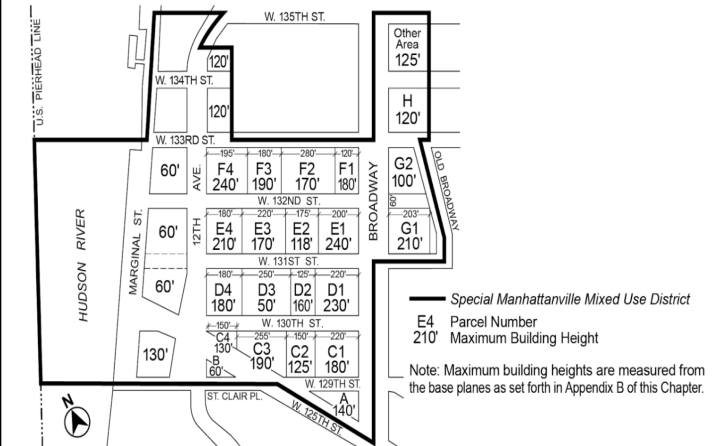 U.S. PIERHEAD LINE
W. 135TH ST.
Other
Area
125'
120'
W. 134TH ST.
120'
H
120'
W. 133RD ST.
195' 180' 280' 120'
60'
AVE.
F4
240'
F3
190'
F2
170'
F1
180'
G2
100'
OLD BROADWAY
BROADWAY
W. 132ND ST.
60'
180' 220' 175' 200' 203'
60'
12TH
E4
210'
E3
170'
E2
118'
E1
240'
G1
210'
HUDSON RIVER
MARGINAL ST.
W. 131ST ST.
180' 250' 125' 220'
60'
D4
180'
D3
50'
D2
160'
D1
230'
W. 130TH ST.
150' 255' 150' 220'
130'
C4
130'
B
60'
C3
190'
C2
125'
C1
180'
W. 129TH ST.
ST. CLAIR PL.
A
140'
W. 125TH ST.
N
Special Manhattanville Mixed Use District
E4 Parcel Number
210' Maximum Building Height
Note: Maximum building heights are measured from
the base planes as set forth in Appendix B of this Chapter.